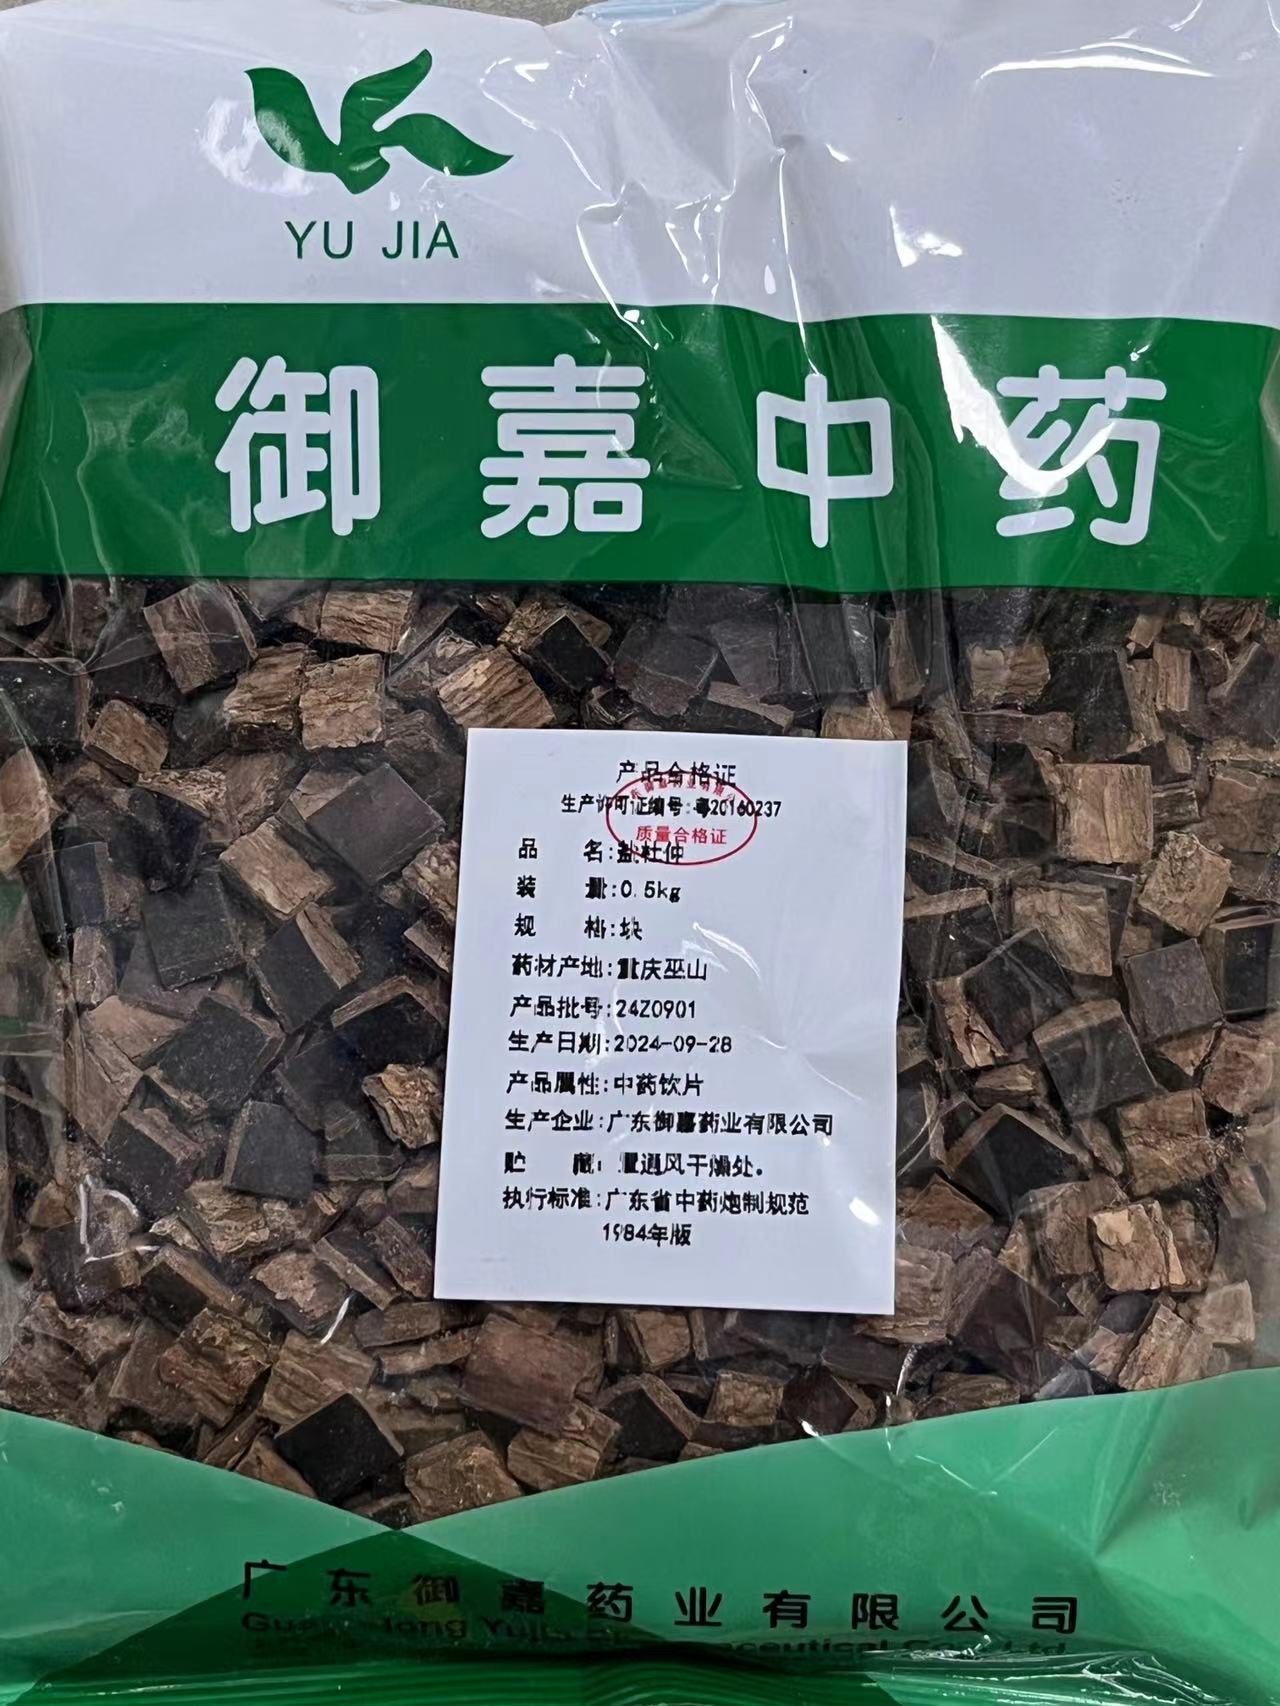 YU JIA
御嘉中药
产品合格证
生产许可证编号:粤20160237
质量合格证
品 名:盐杜仲
装 量:0.5kg
规 格:块
药材产地:重庆巫山
产品批号:24Z0901
生产日期:2024-09-28
产品属性:中药饮片
生产企业:广东御嘉药业有限公司
贮 藏: 置通风干燥处。
执行标准:广东省中药炮制规范
1984年版
广东御嘉药业有限公司